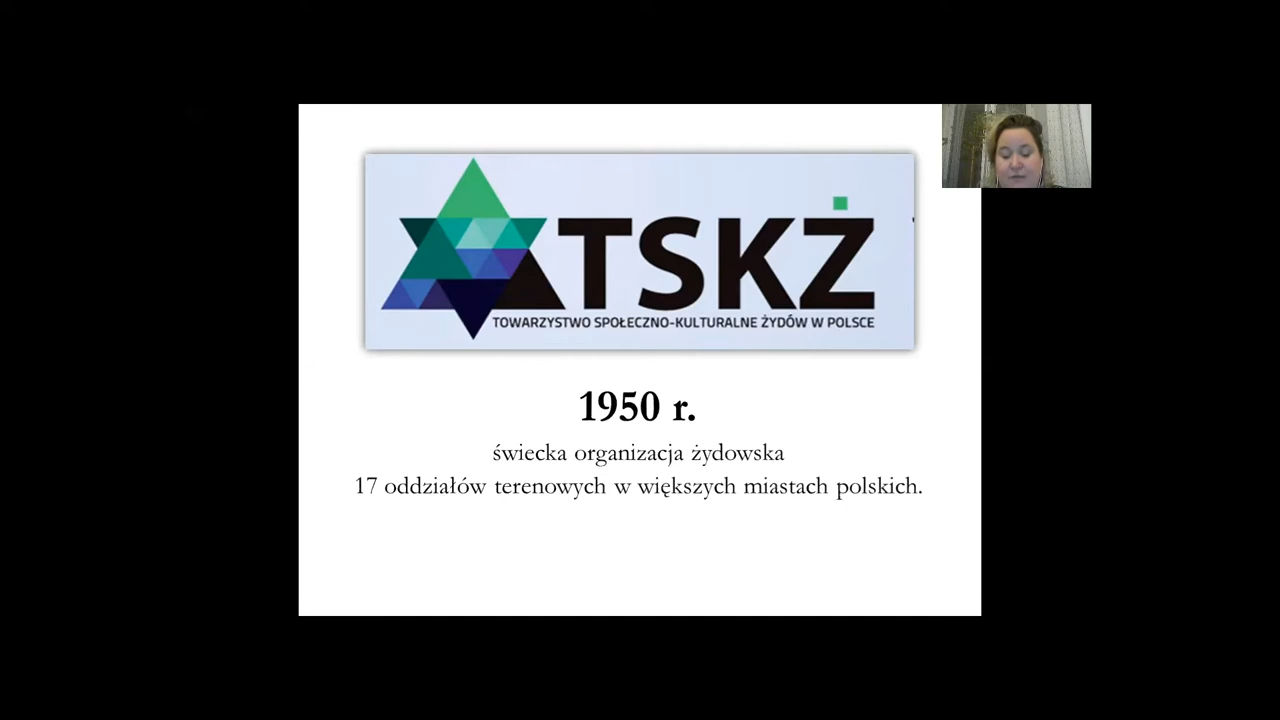 TSKŻ
TOWARZYSTWO SPOŁECZNO-KULTURALNE ŻYDÓW W POLSCE
1950 r.
świecka organizacja żydowska
17 oddziałów terenowych w większych miastach polskich.